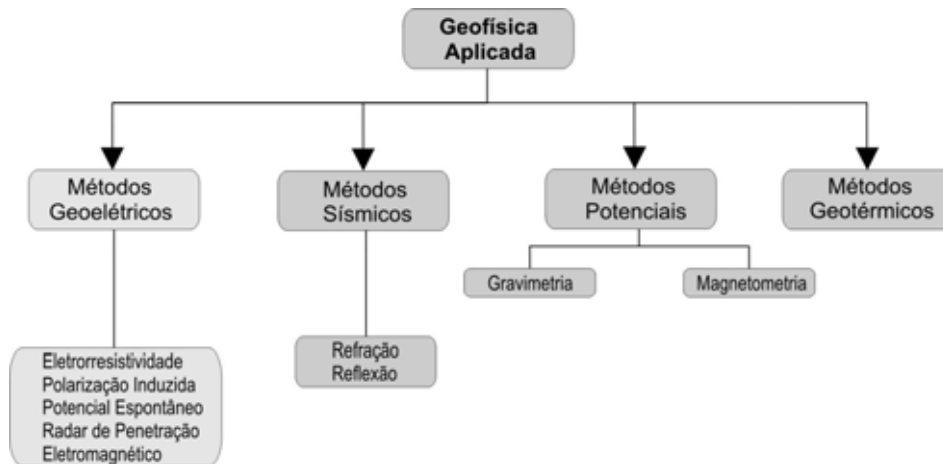 Geofísica
Aplicada
Métodos
Geoelétricos
Métodos
Sísmicos
Métodos
Potenciais
Métodos
Geotérmicos
Gravimetria
Magnetometria
Eletrorresistividade
Polarização Induzida
Potencial Espontâneo
Radar de Penetração
Eletromagnético
Refração
Reflexão